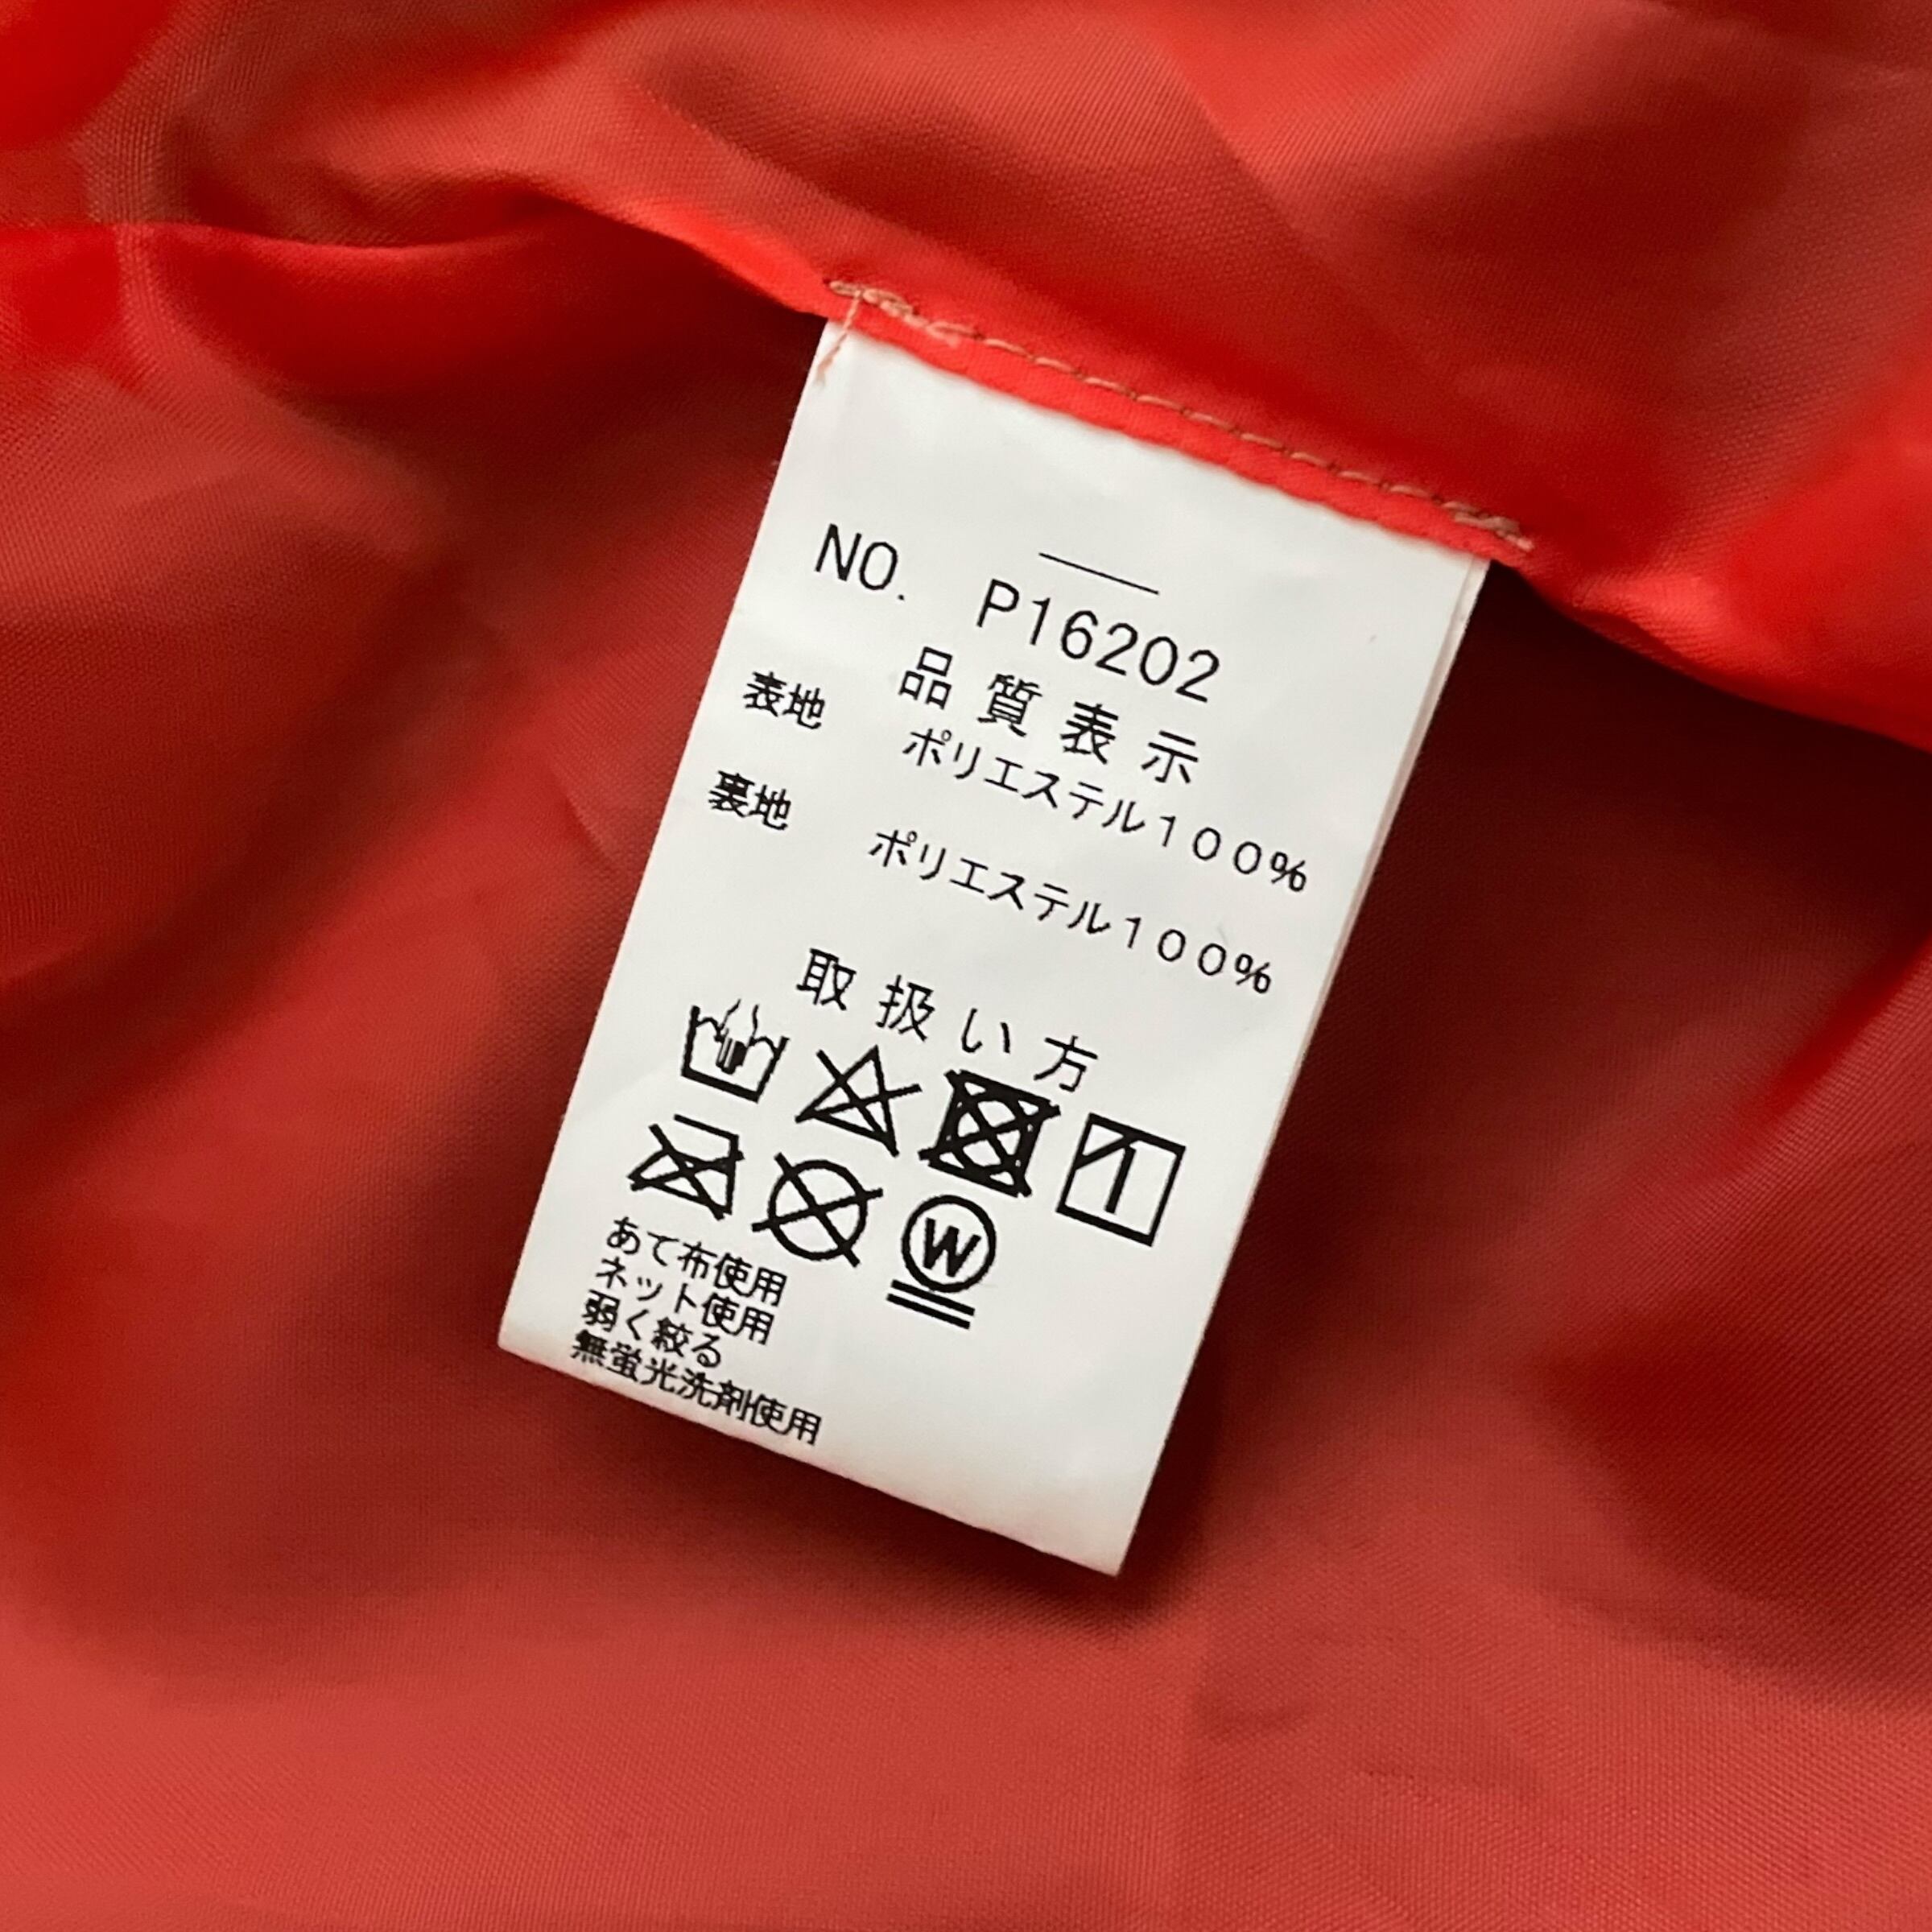 NO. P16202
品質表示
表地 ポリエステル100%
裏地 ポリエステル100%
取扱い方
W
あて布使用
ネット使用
弱く絞る
無蛍光洗剤使用